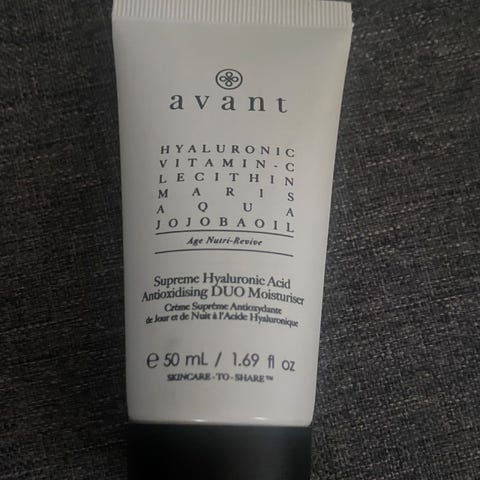 avant
HYALURONIC
VITAMIN-C
LECITHIN
MARIS
AQUA
JOJOBAOIL
Age Nutri-Revive
Supreme Hyaluronic Acid
Antioxidising DUO Moisturiser
Crème Suprême Antioxydante
de Jour et de Nuit à l'Acide Hyaluronique
e 50 mL / 1.69 fl oz
SKINCARE-TO-SHARE™